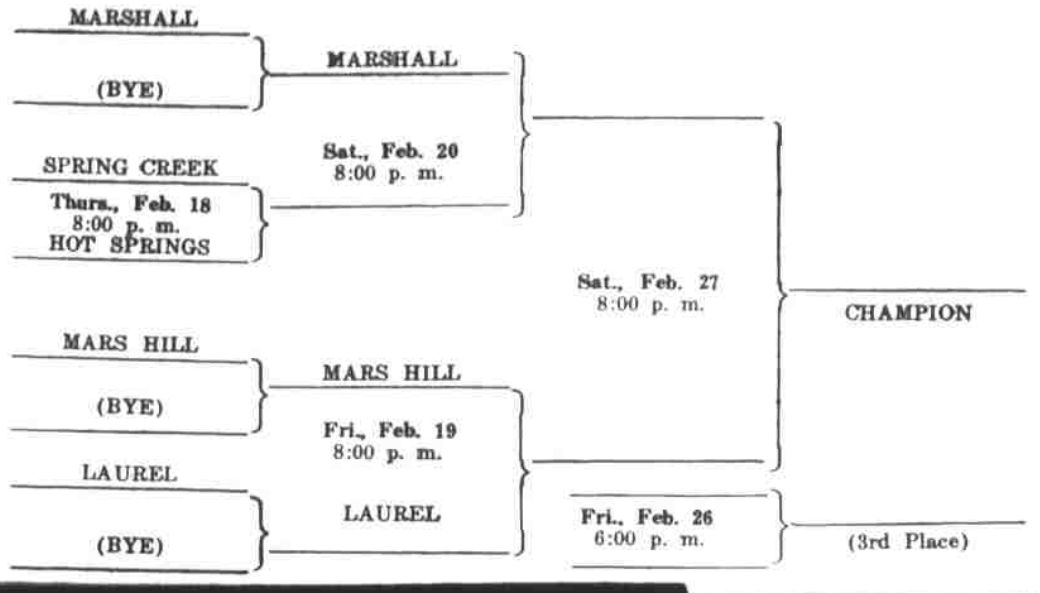 MARSHALL
(BYE)
SPRING CREEK
Thurs., Feb. 18
8:00 p. m.
HOT SPRINGS
MARS HILL
(BYE)
LAUREL
(BYE)
MARSHALL
Sat., Feb. 20
8:00 p. m.
MARS HILL
Fri., Feb. 19
8:00 p. m.
LAUREL
Sat., Feb. 27
8:00 p. m.
Fri., Feb. 26
6:00 p. m.
CHAMPION
(3rd Place)